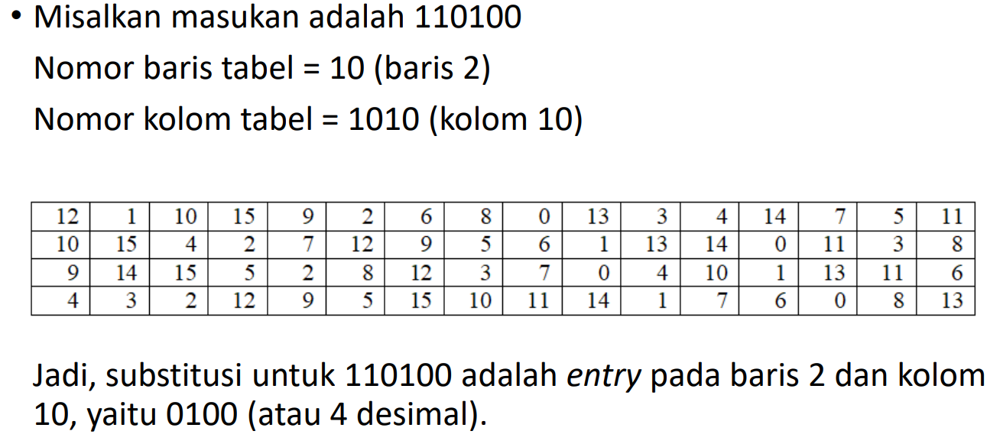 • Misalkan masukan adalah 110100
Nomor baris tabel = 10 (baris 2)
Nomor kolom tabel = 1010 (kolom 10)
12 1 10 15 9 2 6 8 0 13 3 4 14 7 5 11
10 15 4 2 7 12 9 5 6 1 13 14 0 11 3 8
9 14 15 5 2 8 12 3 7 0 4 10 1 13 11 6
4 3 2 12 9 5 15 10 11 14 1 7 6 0 8 13
Jadi, substitusi untuk 110100 adalah entry pada baris 2 dan kolom
10, yaitu 0100 (atau 4 desimal).